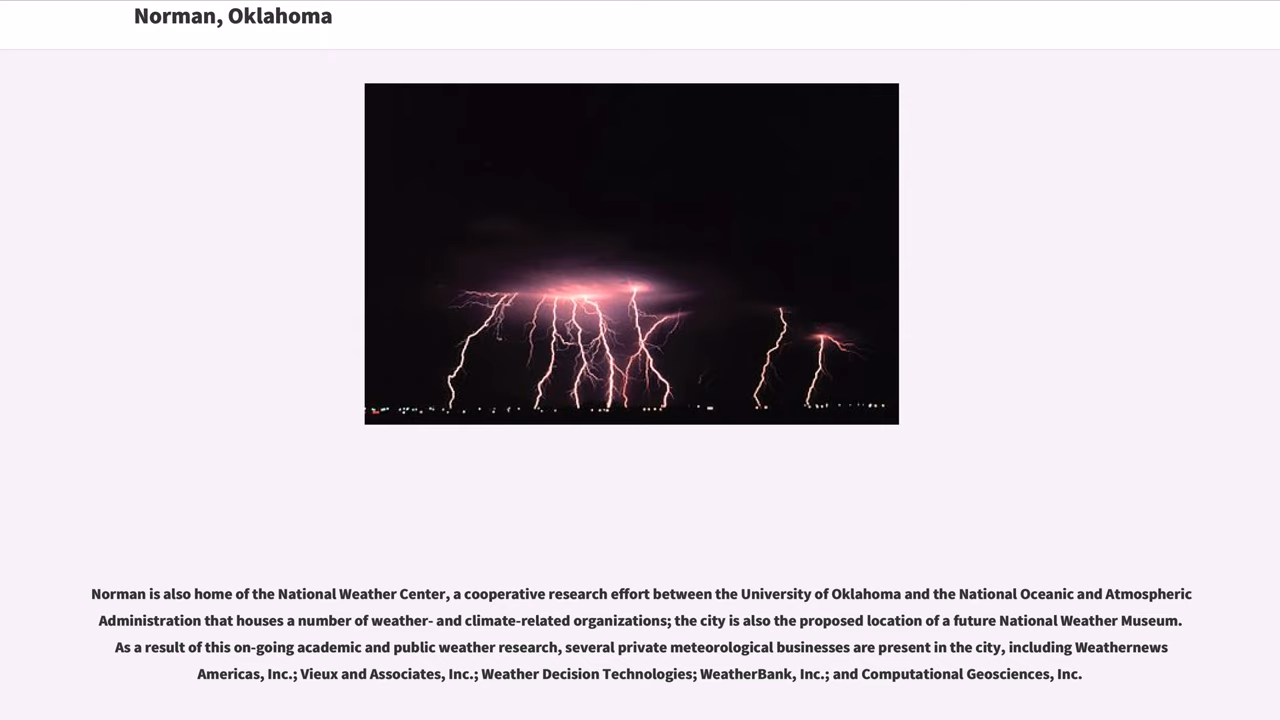 Norman, Oklahoma
Norman is also home of the National Weather Center, a cooperative research effort between the University of Oklahoma and the National Oceanic and Atmospheric
Administration that houses a number of weather- and climate-related organizations; the city is also the proposed location of a future National Weather Museum.
As a result of this on-going academic and public weather research, several private meteorological businesses are present in the city, including Weathernews
Americas, Inc.; Vieux and Associates, Inc.; Weather Decision Technologies; WeatherBank, Inc.; and Computational Geosciences, Inc.